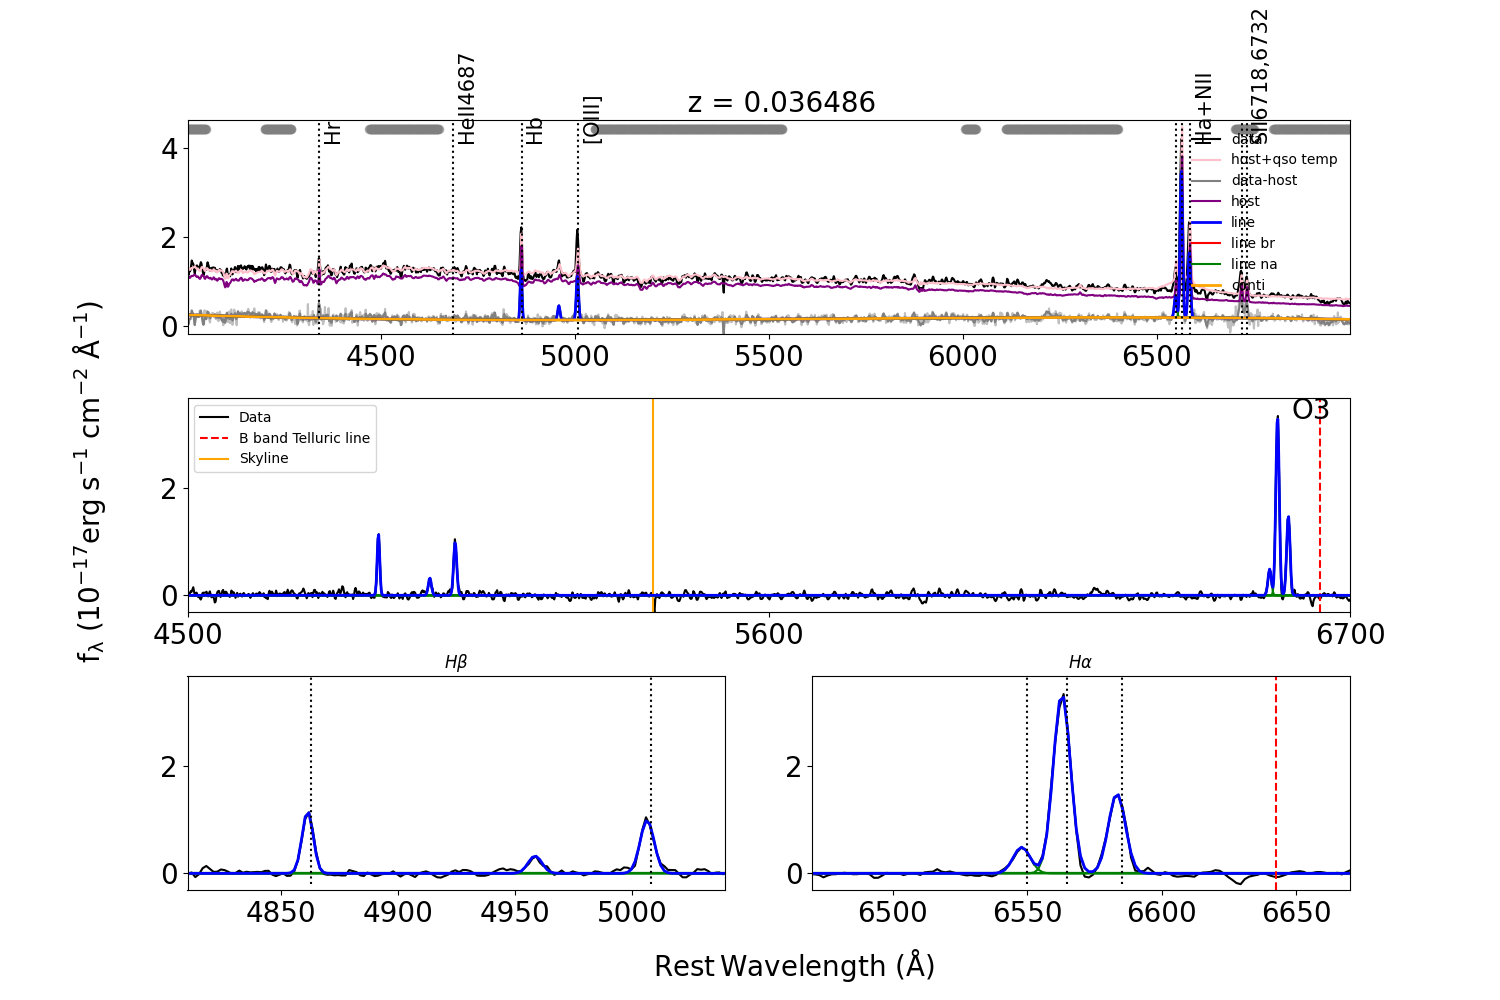 z = 0.036486
Hr
HeII4687
Hb
[OIII]
Ha+NII
SII6718,6732
data
host+qso temp
data-host
host
line
line br
line na
conti
4
2
0
4500
5000
5500
6000
6500
Data
B band Telluric line
Skyline
O3
2
0
4500
5600
6700
fλ (10⁻¹⁷erg s⁻¹ cm⁻² Å⁻¹)
Hβ
2
0
4850
4900
4950
5000
Hα
2
0
6500
6550
6600
6650
Rest Wavelength (Å)